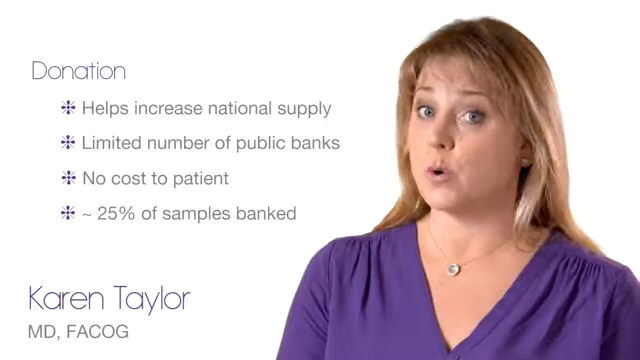 Donation
❉ Helps increase national supply
❉ Limited number of public banks
❉ No cost to patient
❉ ~ 25% of samples banked
Karen Taylor
MD, FACOG